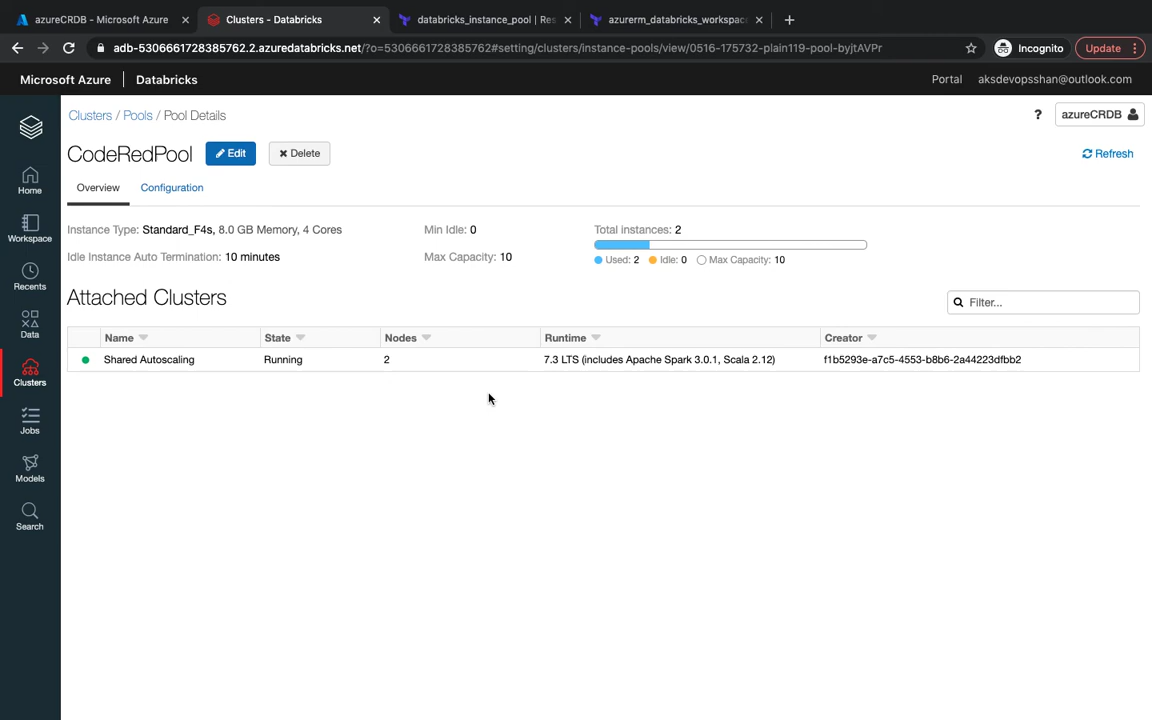 azureCRDB - Microsoft Azure
Clusters - Databricks
databricks_instance_pool | Res
azurerm_databricks_workspac
adb-5306661728385762.2.azuredatabricks.net/?o=5306661728385762#setting/clusters/instance-pools/view/0516-175732-plain119-pool-byjtAVPr
Incognito
Update
Microsoft Azure
Databricks
Portal
aksdevopsshan@outlook.com
Clusters / Pools / Pool Details
?
azureCRDB
CodeRedPool
Edit
Delete
Refresh
Overview
Configuration
Instance Type: Standard_F4s, 8.0 GB Memory, 4 Cores
Min Idle: 0
Total instances: 2
Idle Instance Auto Termination: 10 minutes
Max Capacity: 10
Used: 2
Idle: 0
Max Capacity: 10
Attached Clusters
Filter...
Name
State
Nodes
Runtime
Creator
Shared Autoscaling
Running
2
7.3 LTS (includes Apache Spark 3.0.1, Scala 2.12)
f1b5293e-a7c5-4553-b8b6-2a44223dfbb2
Home
Workspace
Recents
Data
Clusters
Jobs
Models
Search